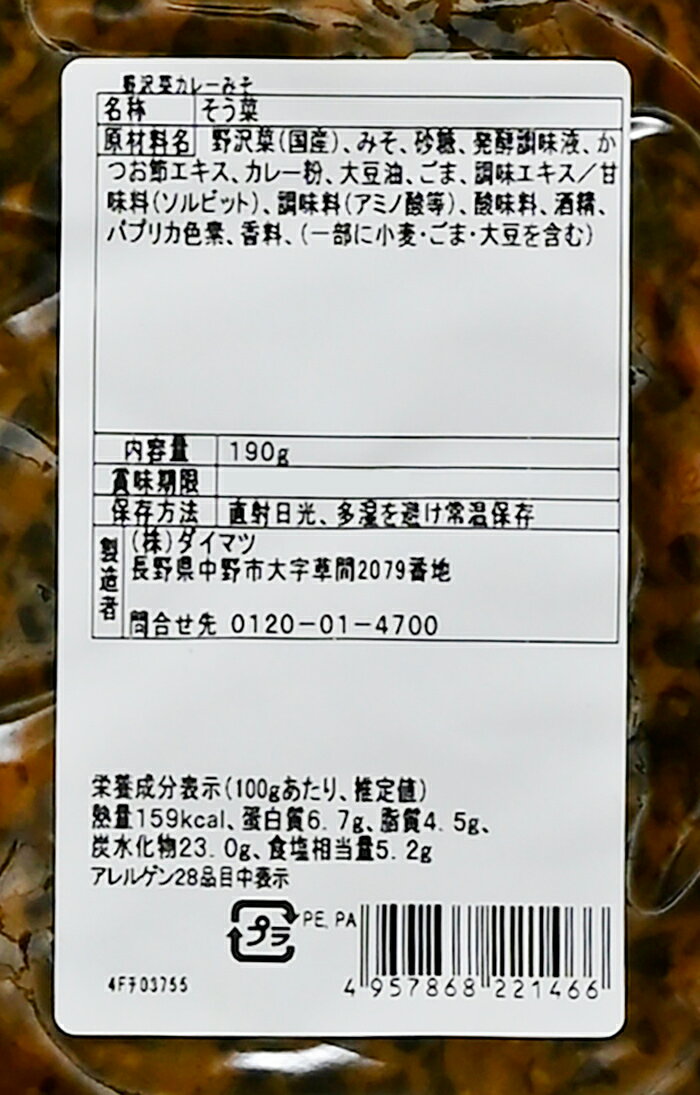 野沢菜カレーみそ
名称 そう菜
原材料名 野沢菜(国産)、みそ、砂糖、発酵調味液、か
つお節エキス、カレー粉、大豆油、ごま、調味エキス/甘
味料(ソルビット)、調味料(アミノ酸等)、酸味料、酒精、
パプリカ色素、香料、(一部に小麦・ごま・大豆を含む)
内容量 190g
賞味期限
保存方法 直射日光、多湿を避け常温保存
製造者 (株)ダイマツ
長野県中野市大字草間2079番地
問合せ先 0120-01-4700
栄養成分表示(100gあたり、推定値)
熱量159kcal、蛋白質6.7g、脂質4.5g、
炭水化物23.0g、食塩相当量5.2g
アレルゲン28品目中表示
プラ PE, PA
4F〒03755
4 957868 221466